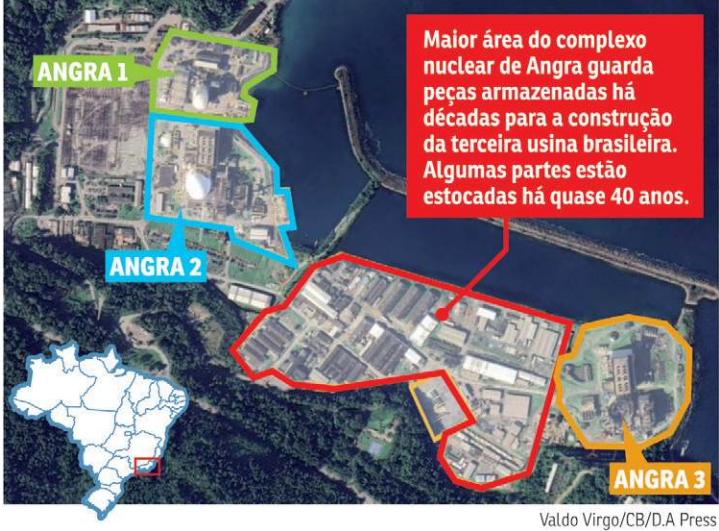 ANGRA 1
Maior área do complexo
nuclear de Angra guarda
peças armazenadas há
décadas para a construção
da terceira usina brasileira.
Algumas partes estão
estocadas há quase 40 anos.
ANGRA 2
ANGRA 3
Valdo Virgo/CB/D.A Press